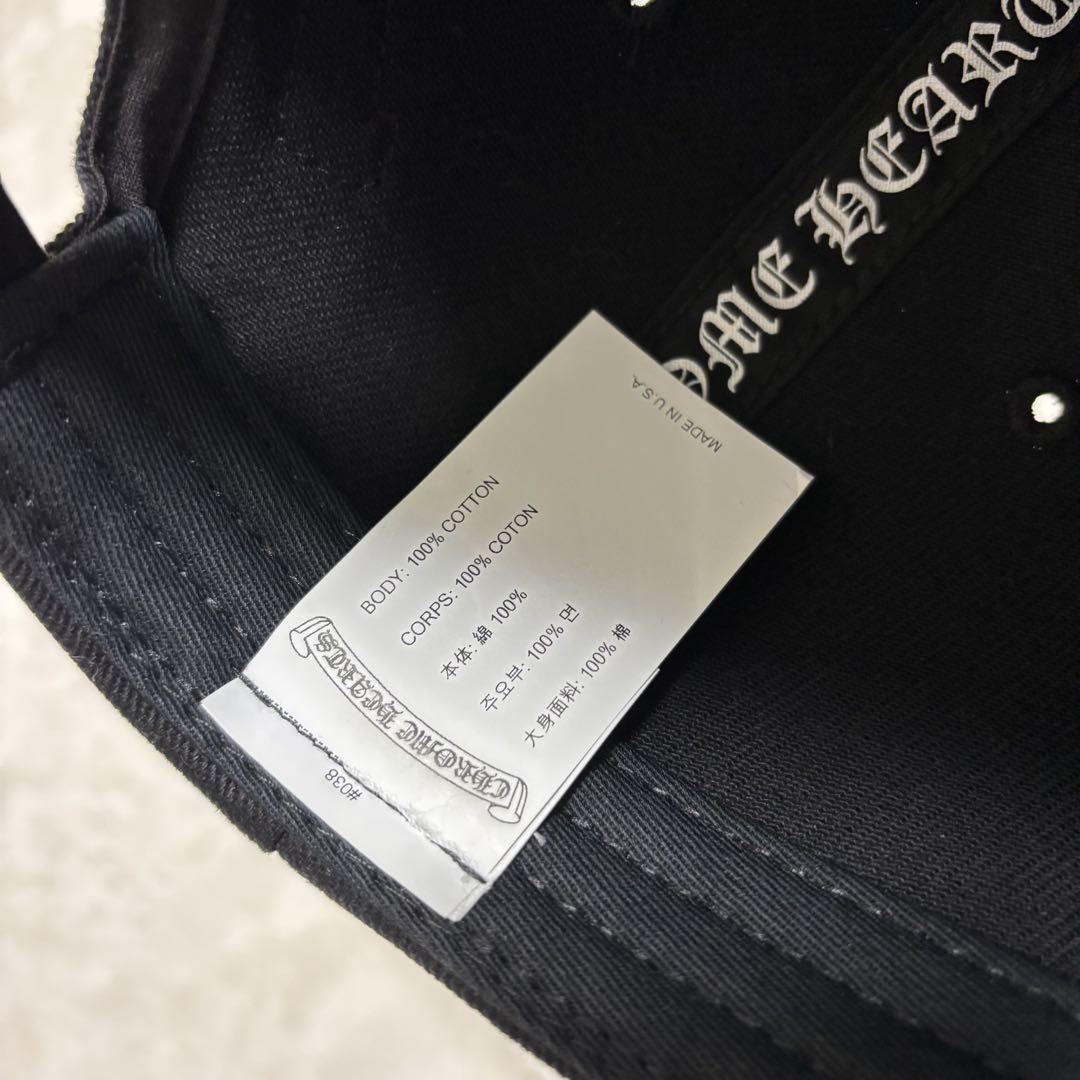 OME HEART
MADE IN U.S.A.
BODY: 100% COTTON
CORPS: 100% COTON
本体: 綿 100%
주요부: 100% 면
大身面料: 100% 棉
CHROME HEARTS
#038